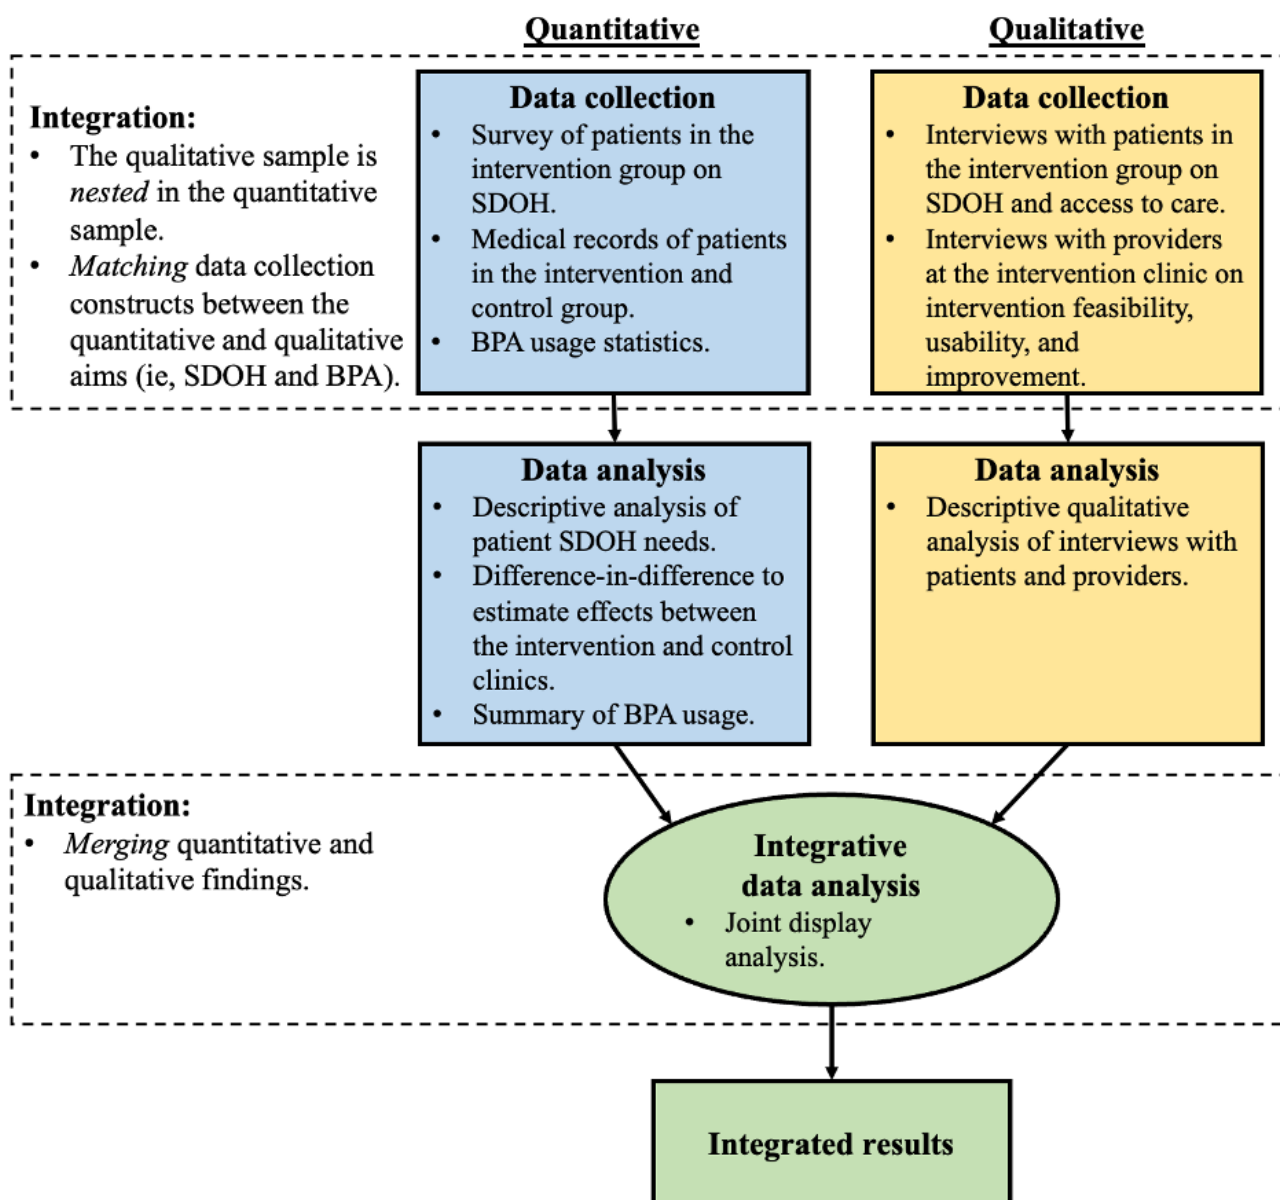 Quantitative
Qualitative
Integration:
• The qualitative sample is
nested in the quantitative
sample.
• Matching data collection
constructs between the
quantitative and qualitative
aims (ie, SDOH and BPA).
Data collection
• Survey of patients in the
intervention group on
SDOH.
• Medical records of patients
in the intervention and
control group.
• BPA usage statistics.
Data collection
• Interviews with patients in
the intervention group on
SDOH and access to care.
• Interviews with providers
at the intervention clinic on
intervention feasibility,
usability, and
improvement.
Data analysis
• Descriptive analysis of
patient SDOH needs.
• Difference-in-difference to
estimate effects between
the intervention and control
clinics.
• Summary of BPA usage.
Data analysis
• Descriptive qualitative
analysis of interviews with
patients and providers.
Integration:
• Merging quantitative and
qualitative findings.
Integrative
data analysis
• Joint display
analysis.
Integrated results